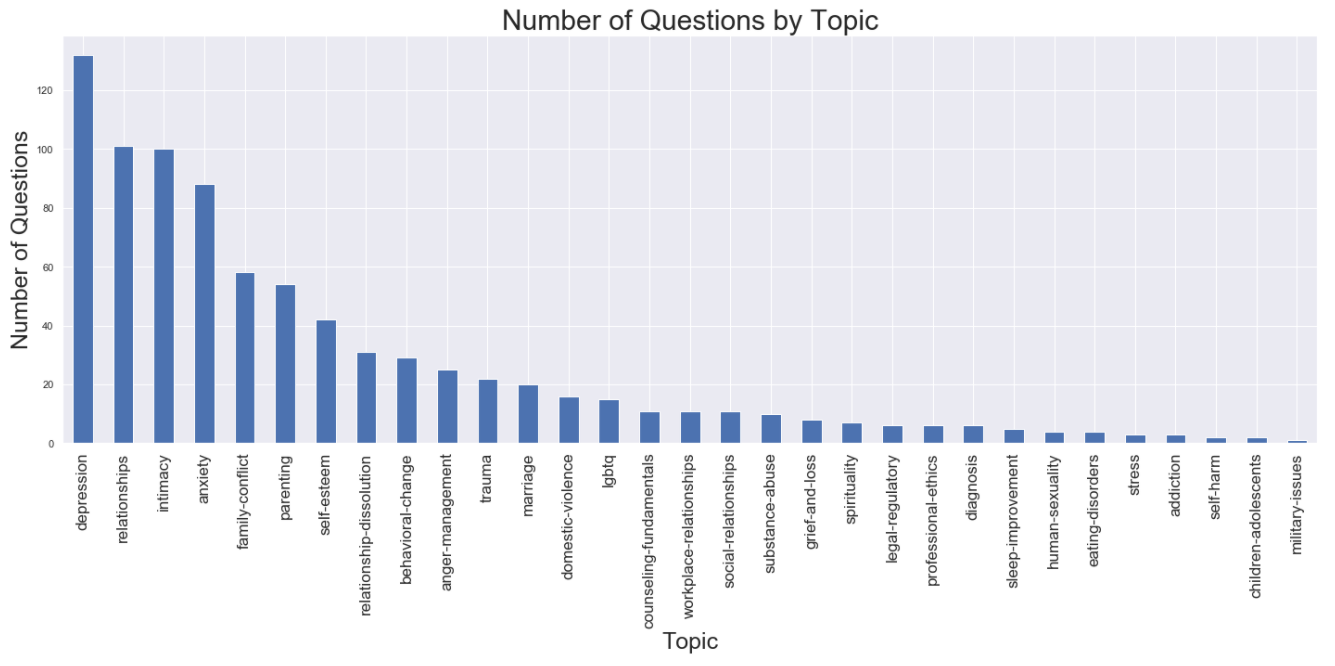 Number of Questions by Topic
Number of Questions
120
100
80
60
40
20
0
depression
relationships
intimacy
anxiety
family-conflict
parenting
self-esteem
relationship-dissolution
behavioral-change
anger-management
trauma
marriage
domestic-violence
lgbtq
counseling-fundamentals
workplace-relationships
social-relationships
substance-abuse
grief-and-loss
spirituality
legal-regulatory
professional-ethics
diagnosis
sleep-improvement
human-sexuality
eating-disorders
stress
addiction
self-harm
children-adolescents
military-issues
Topic